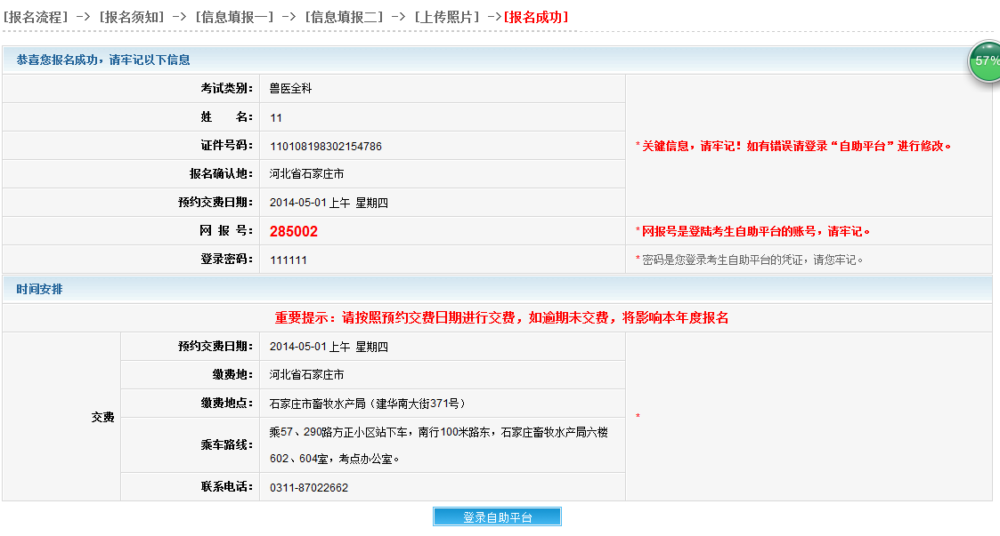 [报名流程] -> [报名须知] -> [信息填报一] -> [信息填报二] -> [上传照片] ->[报名成功]
恭喜您报名成功，请牢记以下信息
57%
考试类别： 兽医全科
姓 名： 11
证件号码： 110108198302154786
*关键信息，请牢记！如有错误请登录“自助平台”进行修改。
报名确认地： 河北省石家庄市
预约交费日期： 2014-05-01上午 星期四
网 报 号： 285002 *网报号是登陆考生自助平台的账号，请牢记。
登录密码： 111111 *密码是您登录考生自助平台的凭证，请您牢记。
时间安排
重要提示：请按照预约交费日期进行交费，如逾期未交费，将影响本年度报名
预约交费日期： 2014-05-01上午 星期四
缴费地： 河北省石家庄市
缴费地点： 石家庄市畜牧水产局（建华南大街371号）
交费
*
乘车路线： 乘57、290路方正小区站下车，南行100米路东，石家庄畜牧水产局六楼
602、604室，考点办公室。
联系电话： 0311-87022662
登录自助平台